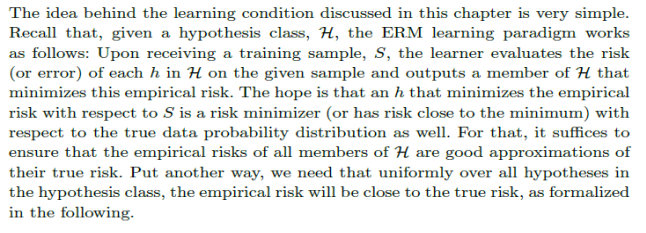 The idea behind the learning condition discussed in this chapter is very simple.
Recall that, given a hypothesis class, ℋ, the ERM learning paradigm works
as follows: Upon receiving a training sample, S, the learner evaluates the risk
(or error) of each h in ℋ on the given sample and outputs a member of ℋ that
minimizes this empirical risk. The hope is that an h that minimizes the empirical
risk with respect to S is a risk minimizer (or has risk close to the minimum) with
respect to the true data probability distribution as well. For that, it suffices to
ensure that the empirical risks of all members of ℋ are good approximations of
their true risk. Put another way, we need that uniformly over all hypotheses in
the hypothesis class, the empirical risk will be close to the true risk, as formalized
in the following.